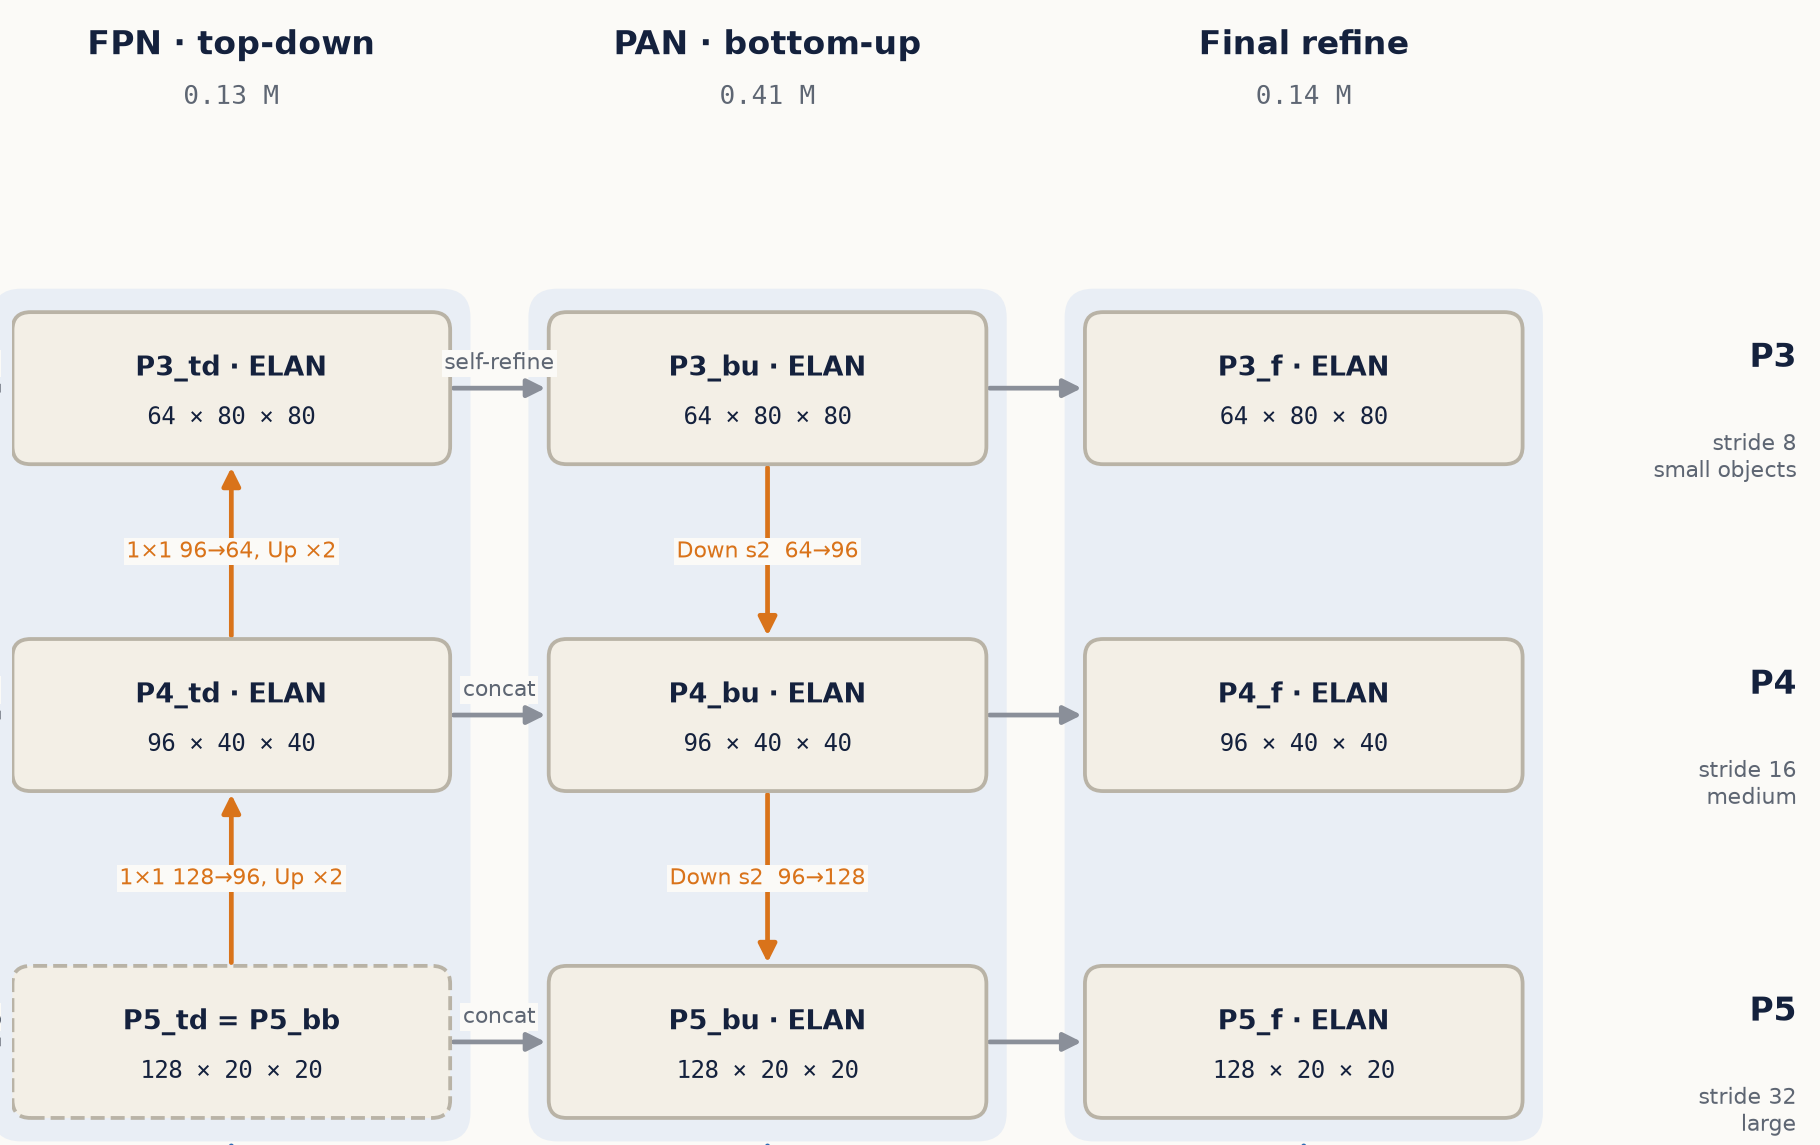 FPN · top-down
PAN · bottom-up
Final refine
0.13 M
0.41 M
0.14 M
P3_td · ELAN
64 × 80 × 80
self-refine
P3_bu · ELAN
64 × 80 × 80
P3_f · ELAN
64 × 80 × 80
P3
stride 8
small objects
1×1 96→64, Up ×2
Down s2  64→96
P4_td · ELAN
96 × 40 × 40
concat
P4_bu · ELAN
96 × 40 × 40
P4_f · ELAN
96 × 40 × 40
P4
stride 16
medium
1×1 128→96, Up ×2
Down s2  96→128
P5_td = P5_bb
128 × 20 × 20
concat
P5_bu · ELAN
128 × 20 × 20
P5_f · ELAN
128 × 20 × 20
P5
stride 32
large